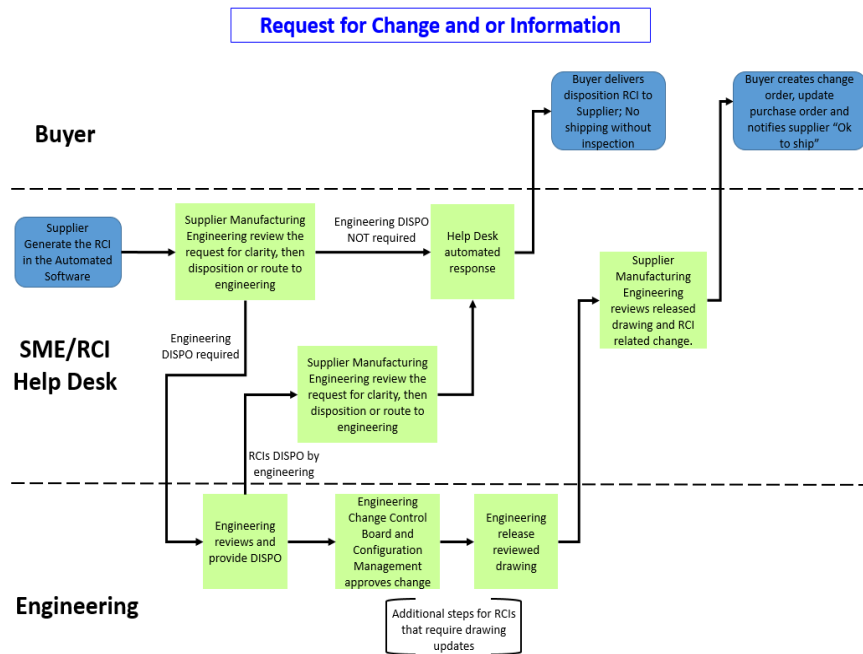 Request for Change and or Information
Buyer
Buyer delivers
disposition RCI to
Supplier; No
shipping without
inspection
Buyer creates change
order, update
purchase order and
notifies supplier “Ok
to ship”
SME/RCI
Help Desk
Supplier
Generate the RCI
in the Automated
Software
Supplier Manufacturing
Engineering review the
request for clarity, then
disposition or route to
engineering
Engineering DISPO
NOT required
Help Desk
automated
response
Supplier
Manufacturing
Engineering
reviews released
drawing and RCI
related change.
Engineering
DISPO required
Supplier Manufacturing
Engineering review the
request for clarity, then
disposition or route to
engineering
RCIs DISPO by
engineering
Engineering
Engineering
reviews and
provide DISPO
Engineering
Change Control
Board and
Configuration
Management
approves change
Engineering
release
reviewed
drawing
Additional steps for RCIs
that require drawing
updates